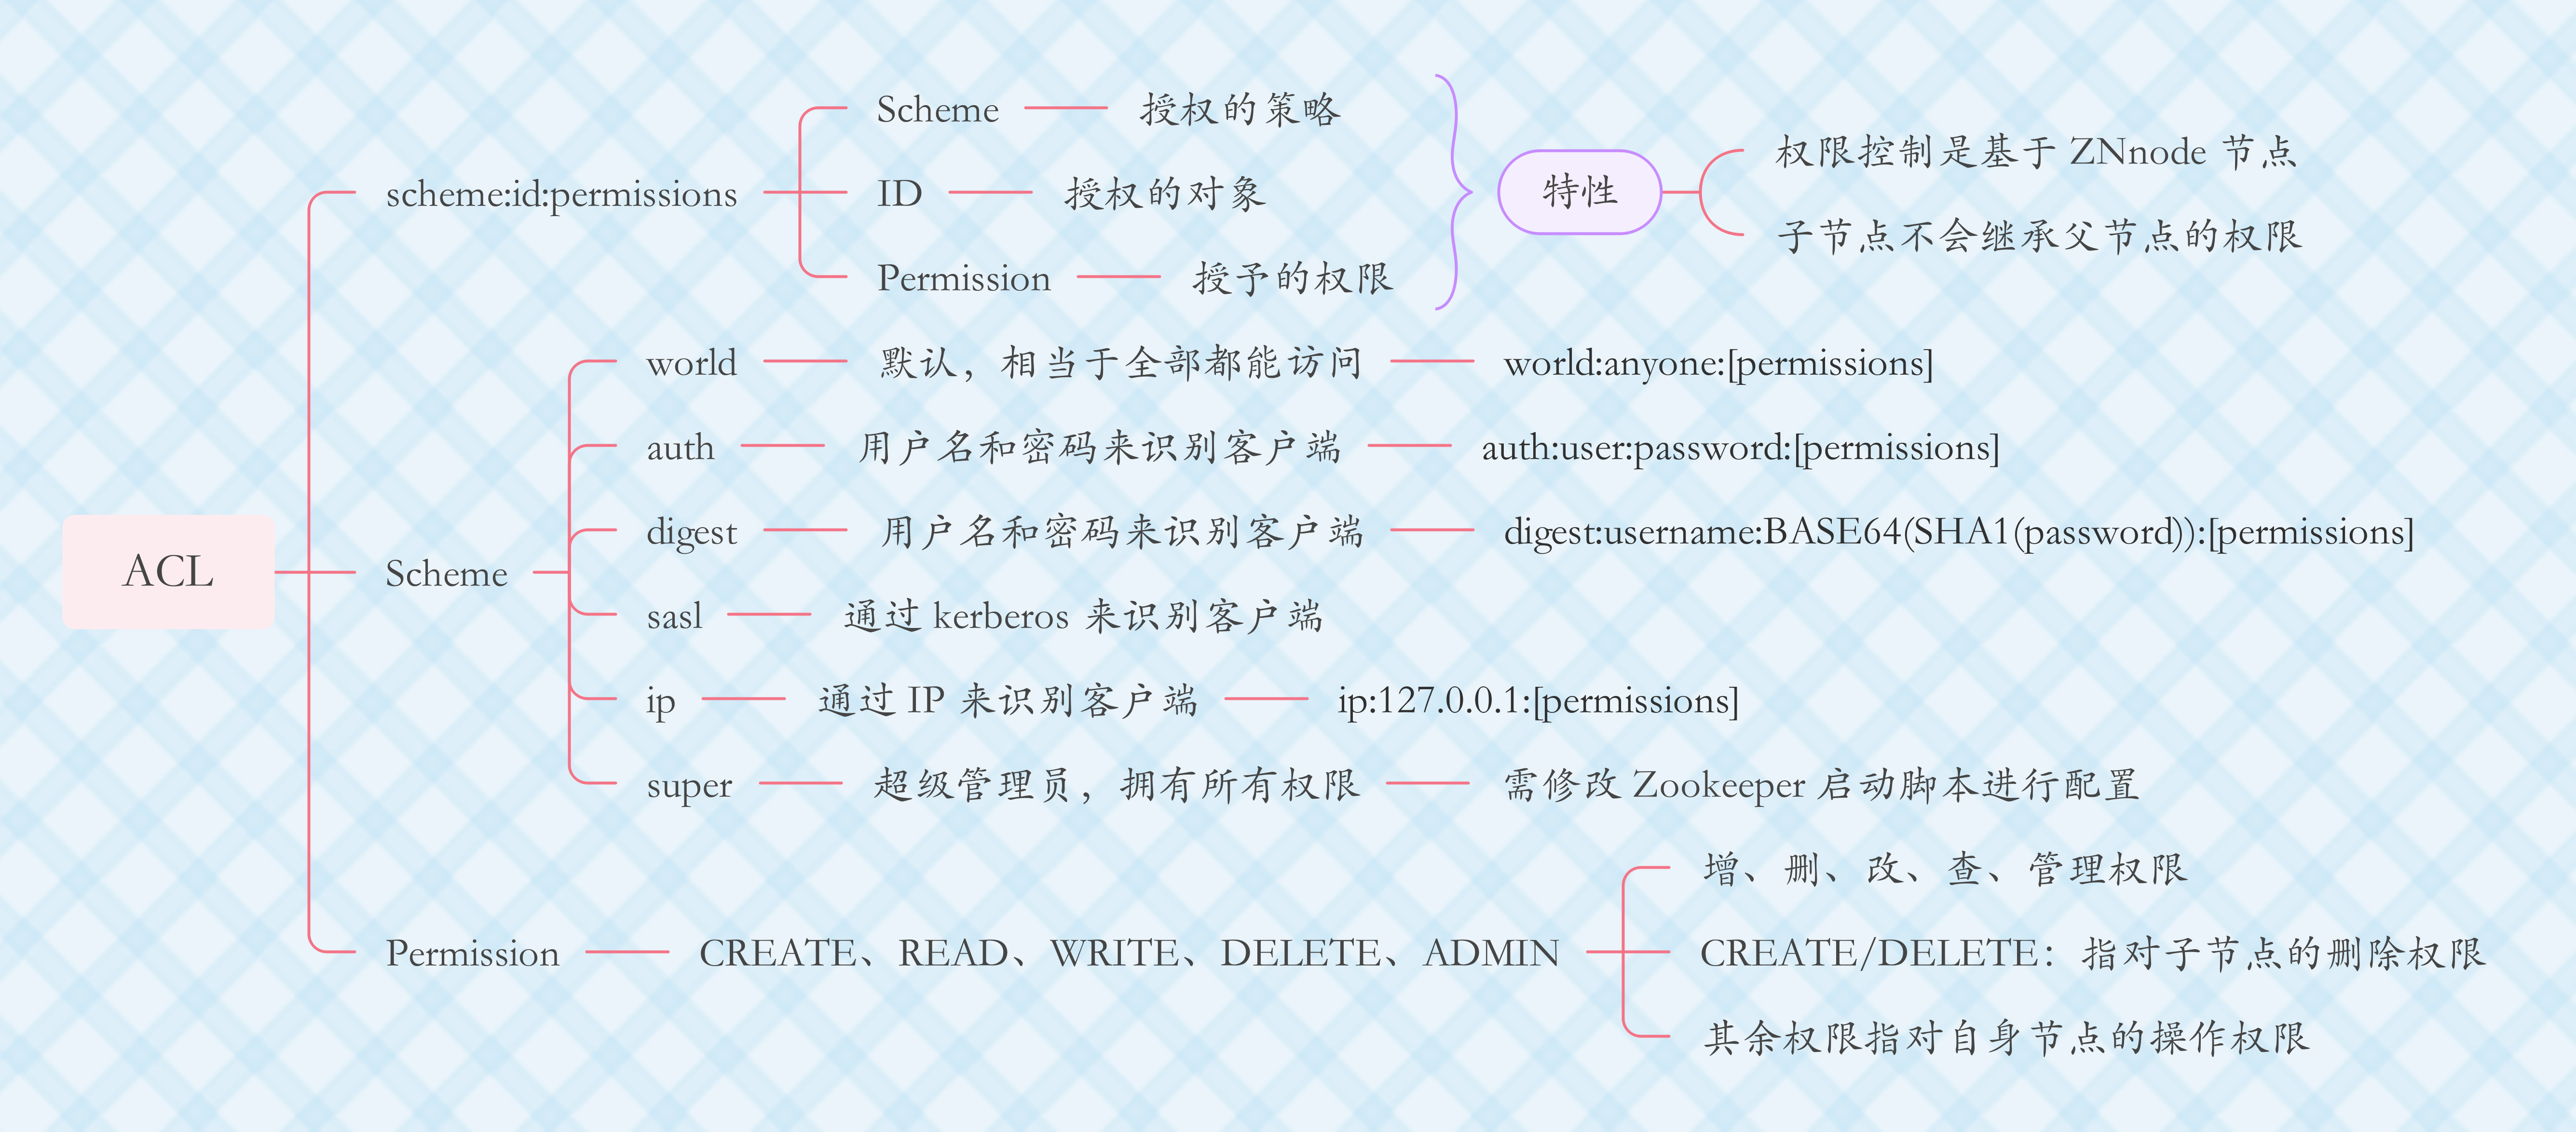 ACL
scheme:id:permissions
Scheme
授权的策略
ID
授权的对象
Permission
授予的权限
特性
权限控制是基于 ZNnode 节点
子节点不会继承父节点的权限
Scheme
world
默认，相当于全部都能访问
world:anyone:[permissions]
auth
用户名和密码来识别客户端
auth:user:password:[permissions]
digest
用户名和密码来识别客户端
digest:username:BASE64(SHA1(password)):[permissions]
sasl
通过 kerberos 来识别客户端
ip
通过 IP 来识别客户端
ip:127.0.0.1:[permissions]
super
超级管理员，拥有所有权限
需修改 Zookeeper 启动脚本进行配置
Permission
CREATE、READ、WRITE、DELETE、ADMIN
增、删、改、查、管理权限
CREATE/DELETE：指对子节点的删除权限
其余权限指对自身节点的操作权限